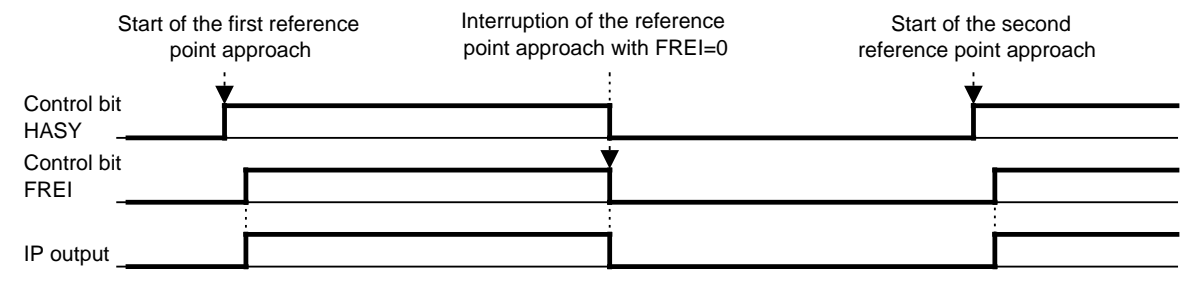 Start of the first reference
point approach
Interruption of the reference
point approach with FREI=0
Start of the second
reference point approach
Control bit
HASY
Control bit
FREI
IP output